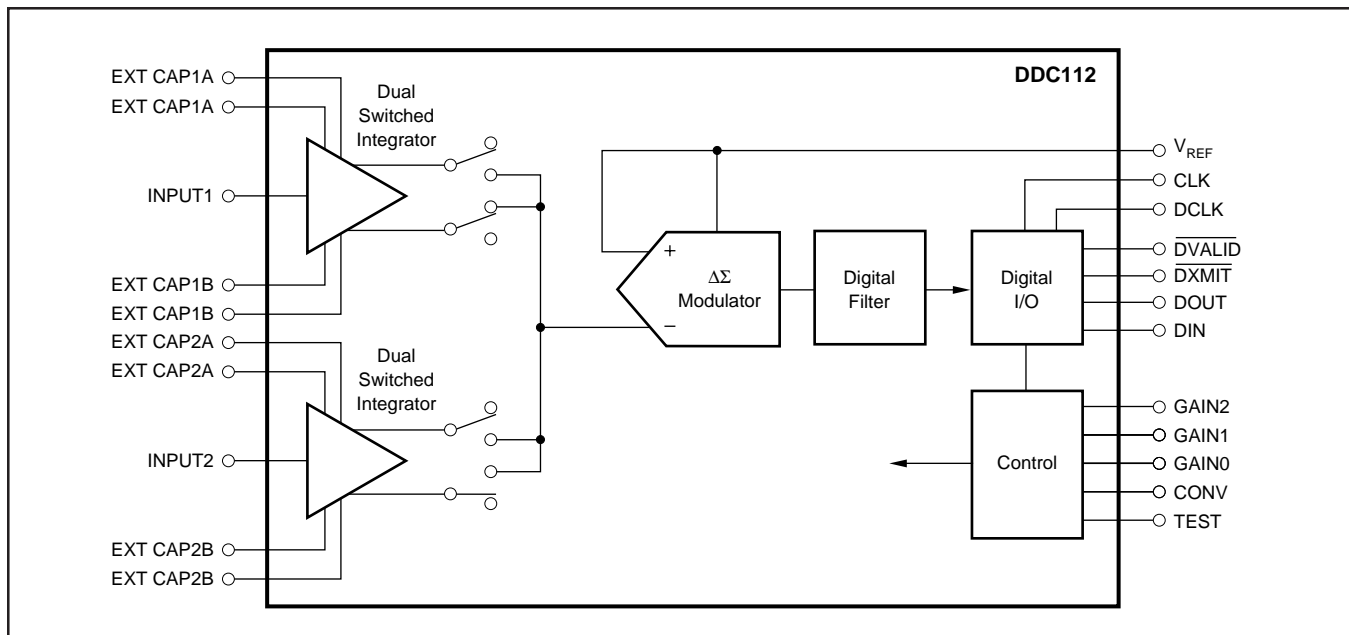 DDC112
EXT CAP1A
EXT CAP1A
INPUT1
EXT CAP1B
EXT CAP1B
EXT CAP2A
EXT CAP2A
INPUT2
EXT CAP2B
EXT CAP2B
Dual
Switched
Integrator
Dual
Switched
Integrator
+
ΔΣ
Modulator
−
Digital
Filter
Digital
I/O
Control
VREF
CLK
DCLK
DVALID
DXMIT
DOUT
DIN
GAIN2
GAIN1
GAIN0
CONV
TEST